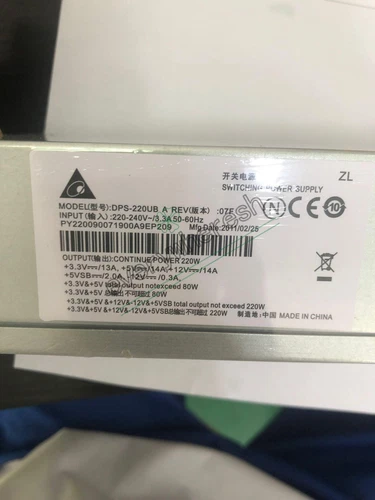 开关电源
SWITCHING POWER SUPPLY
ZL
MODEL(型号):DPS-220UB A REV(版本) :07F
INPUT(输入):220-240V~/3.3A 50-60Hz
PY220090071900A9EP209 Mfg Date:2011/02/25
OUTPUT(输出):CONTINUE POWER 220W
+3.3V⎓/13A, +5V⎓/14A,+12V⎓/14A
+5VSB⎓/2.0A, -12V⎓/0.3A
+3.3V&+5V total output notexceed 80W
+3.3V&+5V 输出不可超过 80W
+3.3V&+5V &+12V&-12V&+5VSB total output not exceed 220W
+3.3V&+5V &+12V&-12V&+5VSB总输出不可超过 220W
制造地:中国 MADE IN CHINA
10